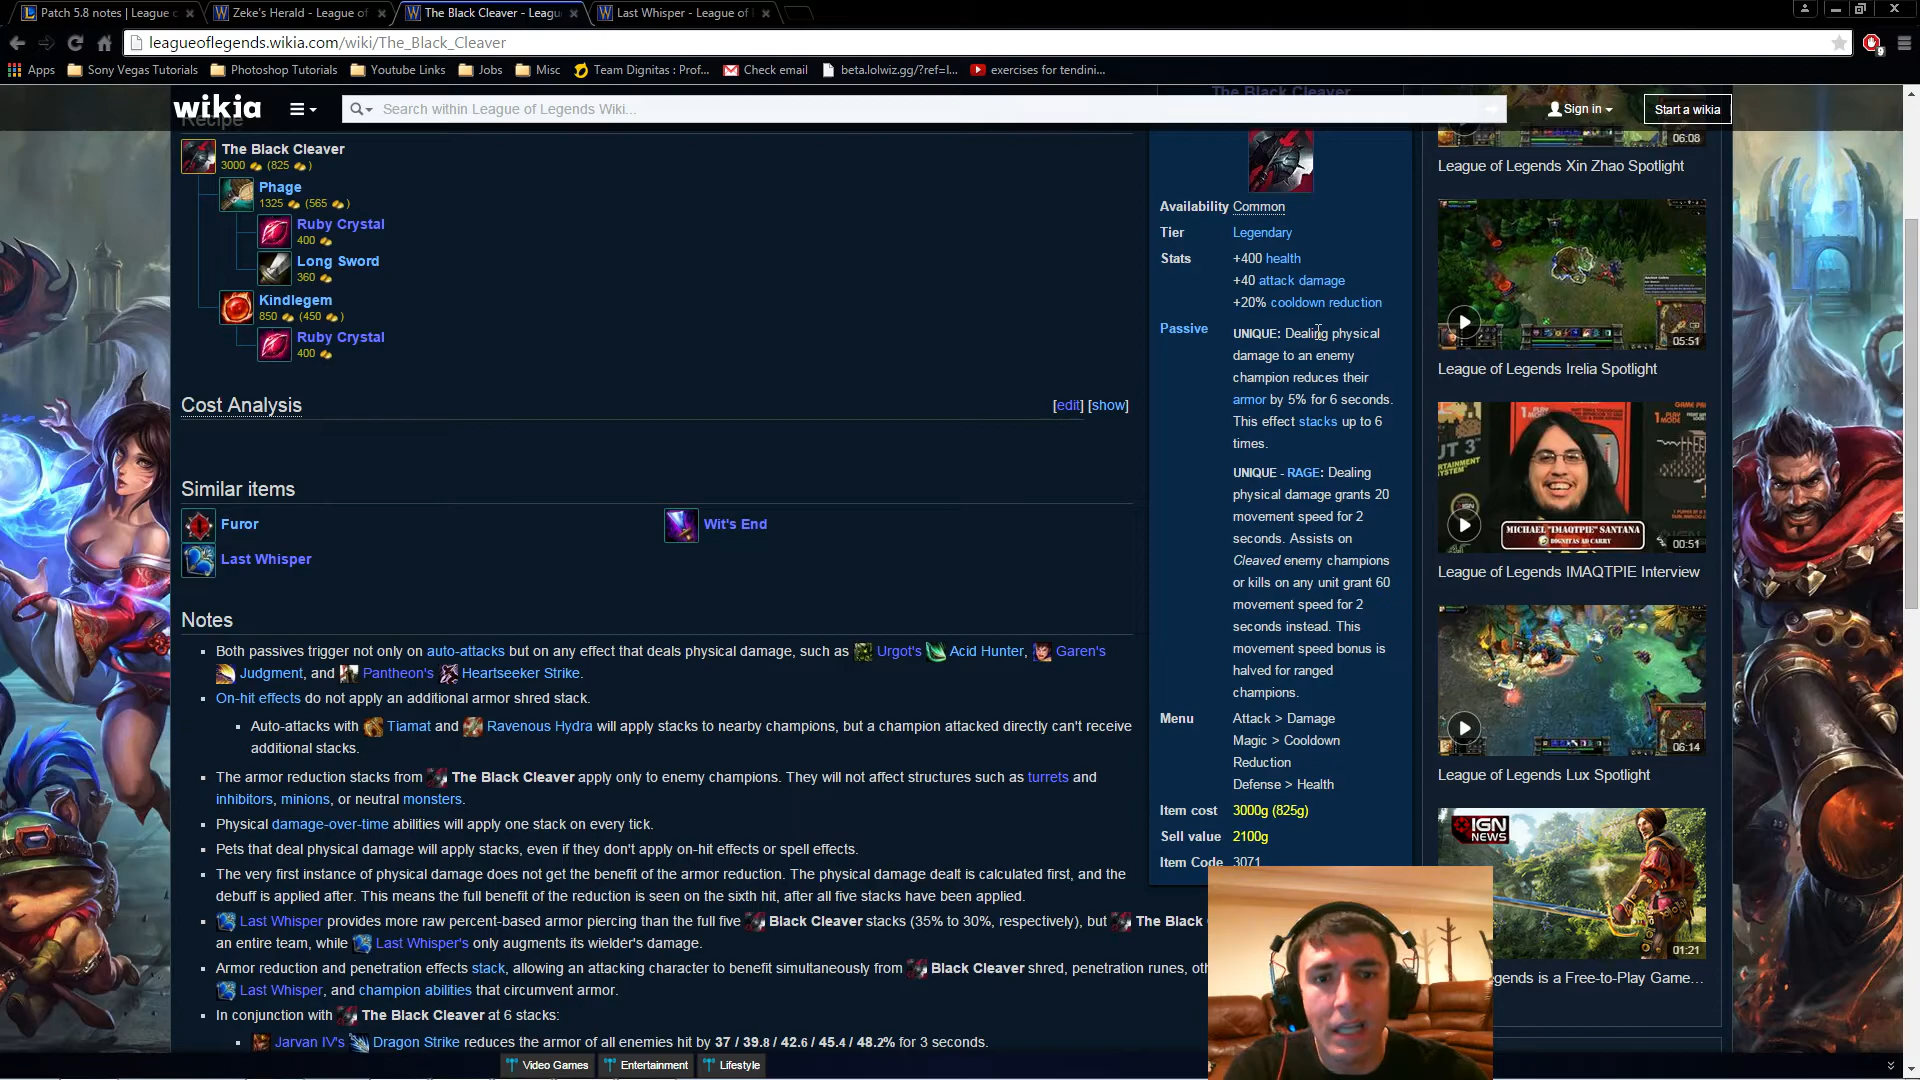 Patch 5.8 notes | League
Zeke's Herald - League of
The Black Cleaver - Leagu
Last Whisper - League of
leagueoflegends.wikia.com/wiki/The_Black_Cleaver
Apps
Sony Vegas Tutorials
Photoshop Tutorials
Youtube Links
Jobs
Misc
Team Dignitas : Prof...
Check email
beta.lolwiz.gg/?ref=l...
exercises for tendini...
wikia
Search within League of Legends Wiki...
Sign in
Start a wikia
Recipe
The Black Cleaver
3000 (825)
Phage
1325 (565)
Ruby Crystal
400
Long Sword
360
Kindlegem
850 (450)
Ruby Crystal
400
Cost Analysis
[edit] [show]
Similar items
Furor
Wit's End
Last Whisper
Notes
Both passives trigger not only on auto-attacks but on any effect that deals physical damage, such as Urgot's Acid Hunter, Garen's
Judgment, and Pantheon's Heartseeker Strike.
On-hit effects do not apply an additional armor shred stack.
Auto-attacks with Tiamat and Ravenous Hydra will apply stacks to nearby champions, but a champion attacked directly can't receive
additional stacks.
The armor reduction stacks from The Black Cleaver apply only to enemy champions. They will not affect structures such as turrets and
inhibitors, minions, or neutral monsters.
Physical damage-over-time abilities will apply one stack on every tick.
Pets that deal physical damage will apply stacks, even if they don't apply on-hit effects or spell effects.
The very first instance of physical damage does not get the benefit of the armor reduction. The physical damage dealt is calculated first, and the
debuff is applied after. This means the full benefit of the reduction is seen on the sixth hit, after all five stacks have been applied.
Last Whisper provides more raw percent-based armor piercing than the full five Black Cleaver stacks (35% to 30%, respectively), but The Black
an entire team, while Last Whisper's only augments its wielder's damage.
Armor reduction and penetration effects stack, allowing an attacking character to benefit simultaneously from Black Cleaver shred, penetration runes, ot
Last Whisper, and champion abilities that circumvent armor.
In conjunction with The Black Cleaver at 6 stacks:
Jarvan IV's Dragon Strike reduces the armor of all enemies hit by 37 / 39.8 / 42.6 / 45.4 / 48.2% for 3 seconds.
The Black Cleaver
Availability Common
Tier Legendary
Stats +400 health
+40 attack damage
+20% cooldown reduction
Passive UNIQUE: Dealing physical
damage to an enemy
champion reduces their
armor by 5% for 6 seconds.
This effect stacks up to 6
times.
UNIQUE - RAGE: Dealing
physical damage grants 20
movement speed for 2
seconds. Assists on
Cleaved enemy champions
or kills on any unit grant 60
movement speed for 2
seconds instead. This
movement speed bonus is
halved for ranged
champions.
Menu Attack > Damage
Magic > Cooldown
Reduction
Defense > Health
Item cost 3000g (825g)
Sell value 2100g
Item Code 3071
06:08
League of Legends Xin Zhao Spotlight
05:51
League of Legends Irelia Spotlight
MICHAEL "IMAQTPIE" SANTANA
DIGNITAS AD CARRY
00:51
League of Legends IMAQTPIE Interview
06:14
League of Legends Lux Spotlight
IGN
NEWS
01:21
gends is a Free-to-Play Game...
Video Games
Entertainment
Lifestyle